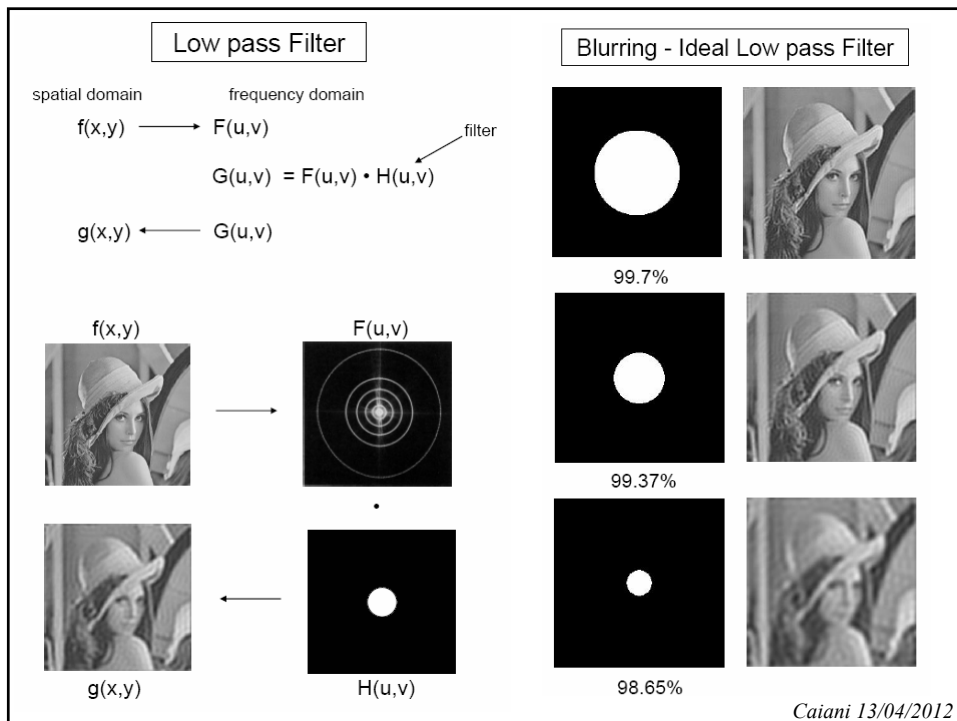 Low pass Filter
spatial domain frequency domain
f(x,y) F(u,v)
filter
G(u,v) = F(u,v) • H(u,v)
g(x,y) G(u,v)
f(x,y) F(u,v)
•
g(x,y) H(u,v)
Blurring - Ideal Low pass Filter
99.7%
99.37%
98.65%
Caiani 13/04/2012